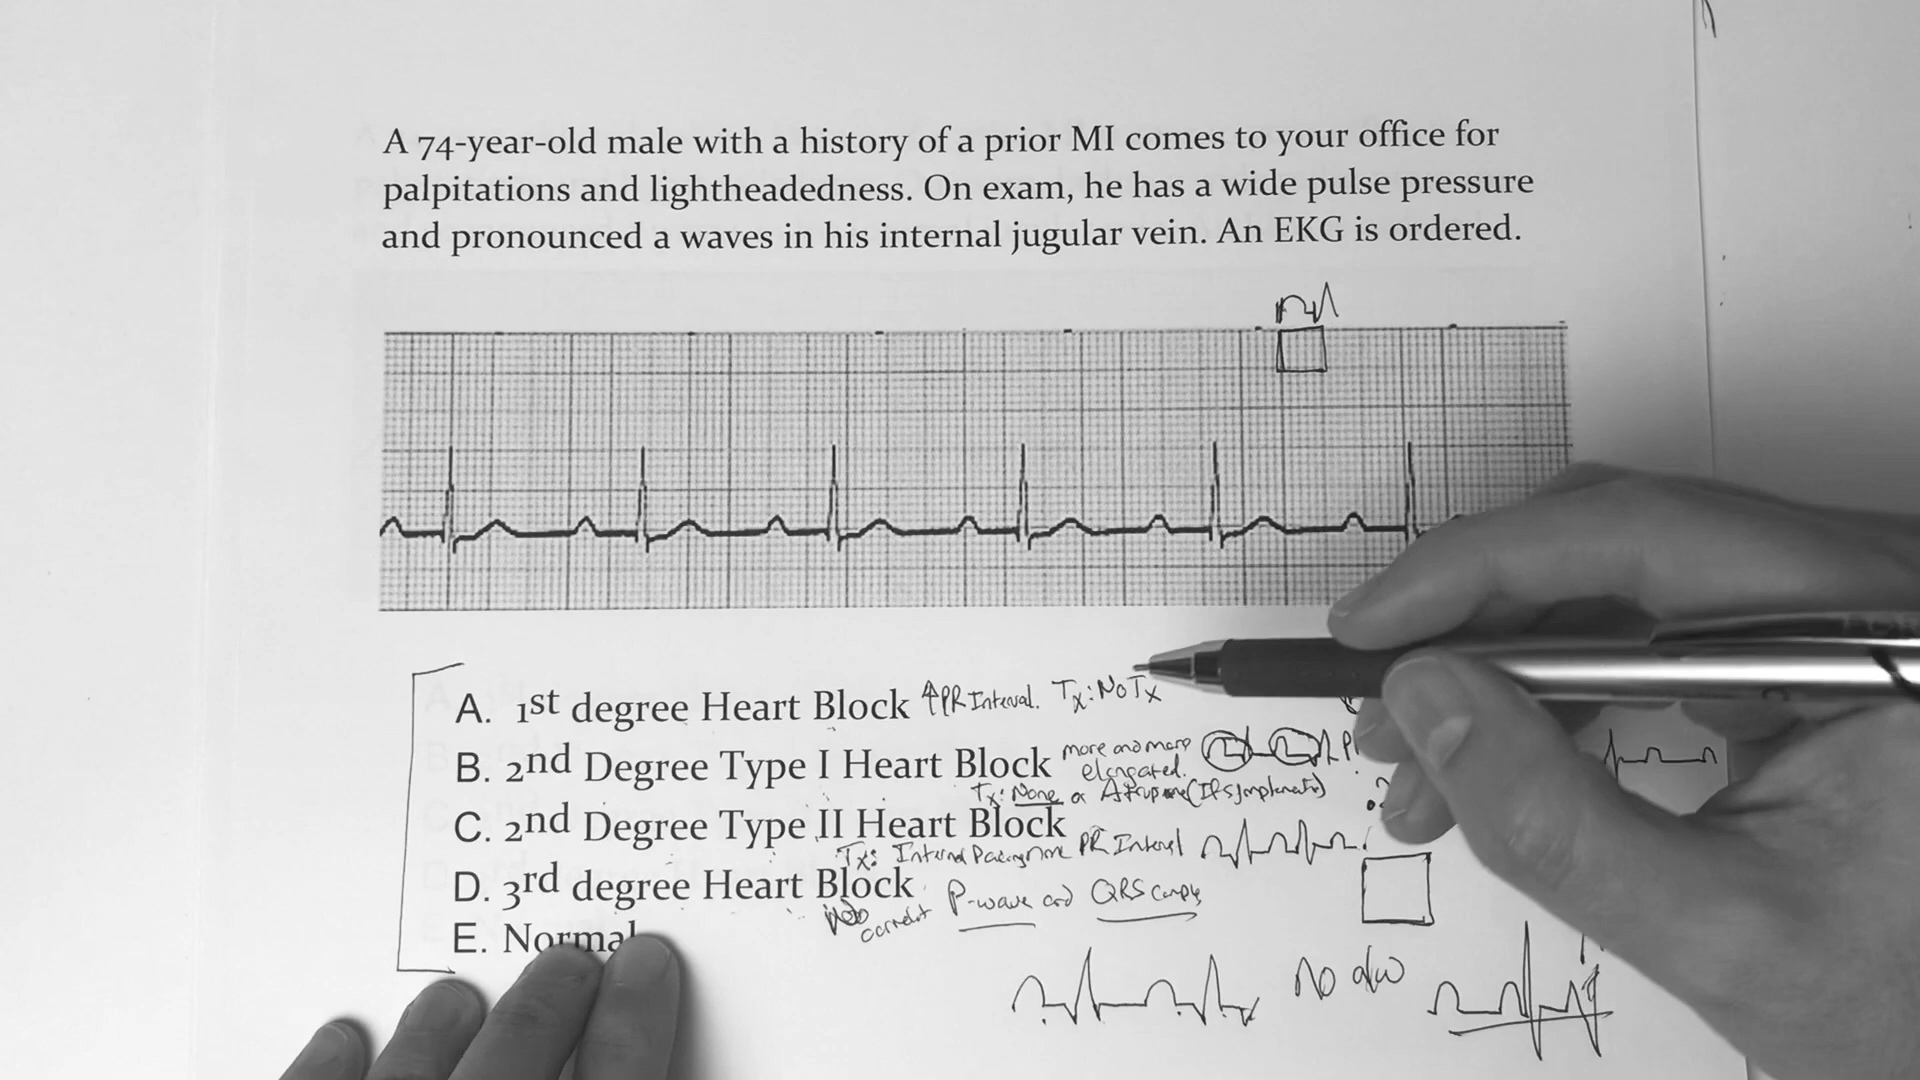 A 74-year-old male with a history of a prior MI comes to your office for
palpitations and lightheadedness. On exam, he has a wide pulse pressure
and pronounced a waves in his internal jugular vein. An EKG is ordered.
A. 1st degree Heart Block ↑PR Interval. Tx: No Tx
B. 2nd Degree Type I Heart Block more and more
elongated.
Tx: None or
C. 2nd Degree Type II Heart Block
Tx: Internal PR Interval
D. 3rd degree Heart Block P-wave and QRS
E. Normal
No